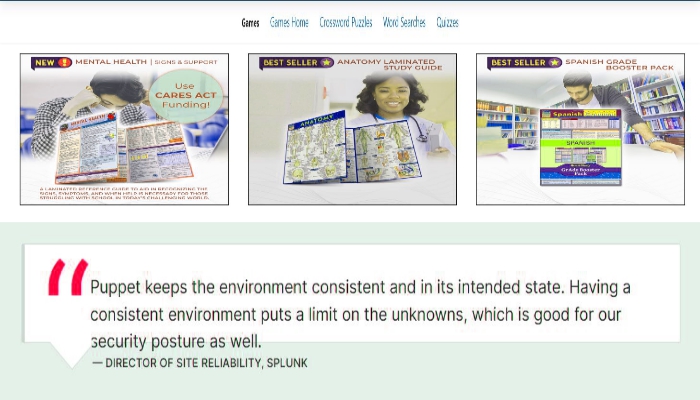 Games Games Home Crossword Puzzles Word Searches Quizzes
NEW ! MENTAL HEALTH | SIGNS & SUPPORT
Use
CARES ACT
Funding!
MENTAL HEALTH
A LAMINATED REFERENCE GUIDE TO AID IN RECOGNIZING THE
SIGNS, SYMPTOMS, AND WHEN HELP IS NECESSARY FOR THOSE
STRUGGLING WITH SCHOOL IN TODAY'S CHALLENGING WORLD.
BEST SELLER ANATOMY LAMINATED
STUDY GUIDE
ANATOMY
BEST SELLER SPANISH GRADE
BOOSTER PACK
Spanish
SPANISH
Grade Booster
Pack
“
Puppet keeps the environment consistent and in its intended state. Having a
consistent environment puts a limit on the unknowns, which is good for our
security posture as well.
— DIRECTOR OF SITE RELIABILITY, SPLUNK